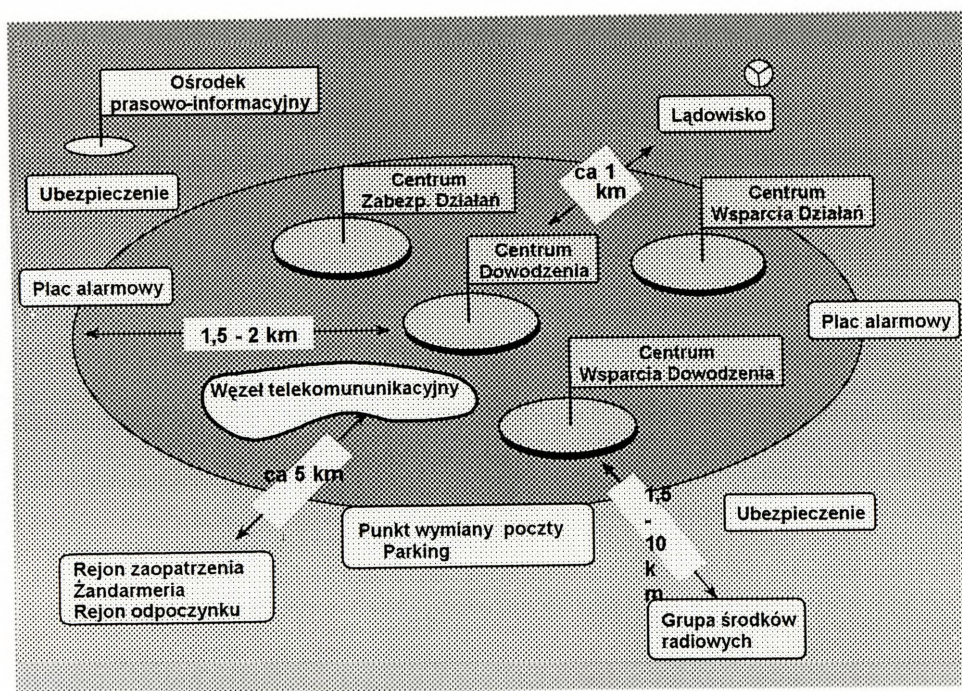 Ośrodek
prasowo-informacyjny
Lądowisko
Ubezpieczenie
ca 1
km
Centrum
Zabezp. Działań
Centrum
Wsparcia Działań
Centrum
Dowodzenia
Plac alarmowy
Plac alarmowy
1,5 - 2 km
Centrum
Wsparcia Dowodzenia
Węzeł telekomununikacyjny
ca 5 km
1,5
-
10
k
m
Ubezpieczenie
Punkt wymiany poczty
Parking
Rejon zaopatrzenia
Żandarmeria
Rejon odpoczynku
Grupa środków
radiowych